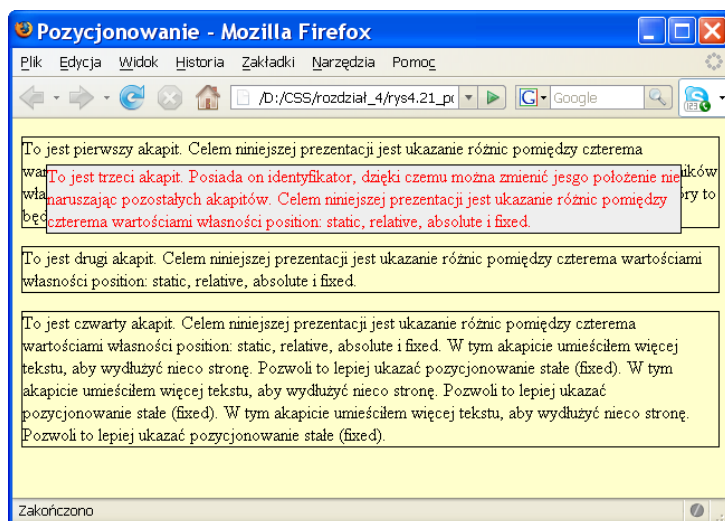 Pozycjonowanie - Mozilla Firefox
Plik Edycja Widok Historia Zakładki Narzędzia Pomoc
/D:/CSS/rozdział_4/rys4.21_p G Google
To jest pierwszy akapit. Celem niniejszej prezentacji jest ukazanie różnic pomiędzy czterema
To jest trzeci akapit. Posiada on identyfikator, dzięki czemu można zmienić jesgo położenie nie
naruszając pozostałych akapitów. Celem niniejszej prezentacji jest ukazanie różnic pomiędzy
czterema wartościami własności position: static, relative, absolute i fixed.
To jest drugi akapit. Celem niniejszej prezentacji jest ukazanie różnic pomiędzy czterema wartościami
własności position: static, relative, absolute i fixed.
To jest czwarty akapit. Celem niniejszej prezentacji jest ukazanie różnic pomiędzy czterema
wartościami własności position: static, relative, absolute i fixed. W tym akapicie umieściłem więcej
tekstu, aby wydłużyć nieco stronę. Pozwoli to lepiej ukazać pozycjonowanie stałe (fixed). W tym
akapicie umieściłem więcej tekstu, aby wydłużyć nieco stronę. Pozwoli to lepiej ukazać
pozycjonowanie stałe (fixed). W tym akapicie umieściłem więcej tekstu, aby wydłużyć nieco stronę.
Pozwoli to lepiej ukazać pozycjonowanie stałe (fixed).
Zakończono